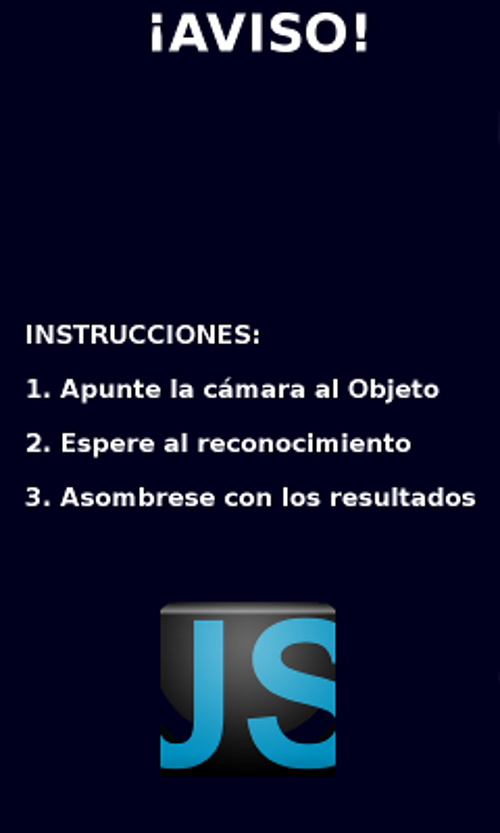 ¡AVISO!
INSTRUCCIONES:
1. Apunte la cámara al Objeto
2. Espere al reconocimiento
3. Asombrese con los resultados
JS